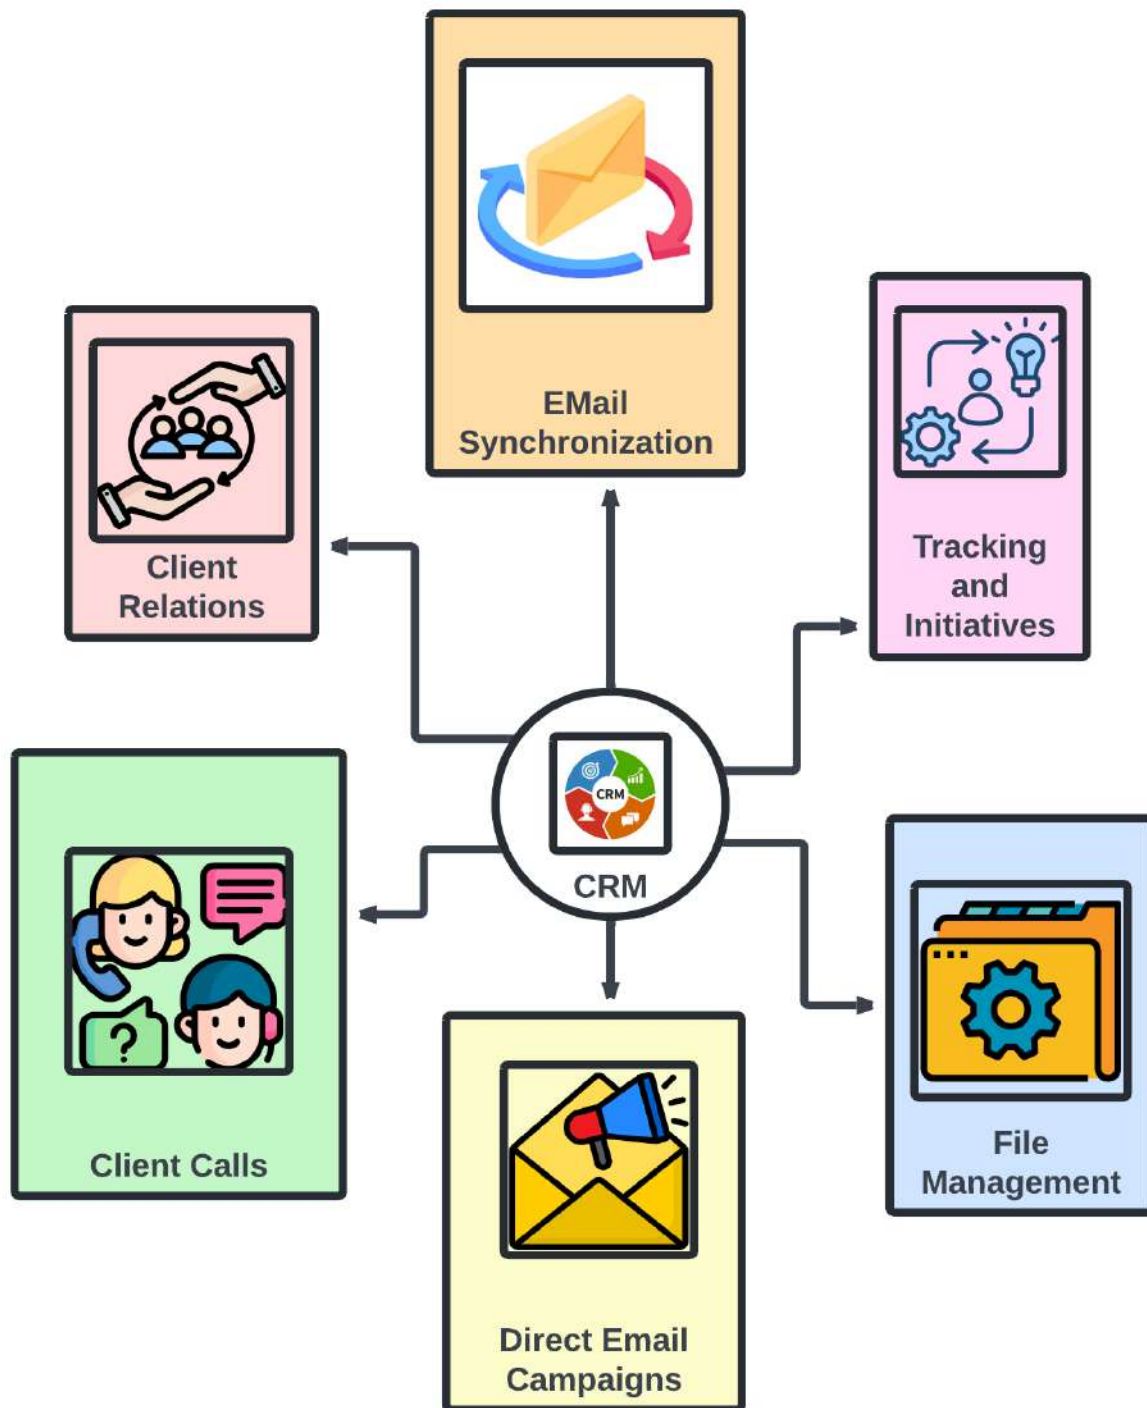 EMail
Synchronization
Client
Relations
Tracking
and
Initiatives
CRM
CRM
Client Calls
?
File
Management
Direct Email
Campaigns